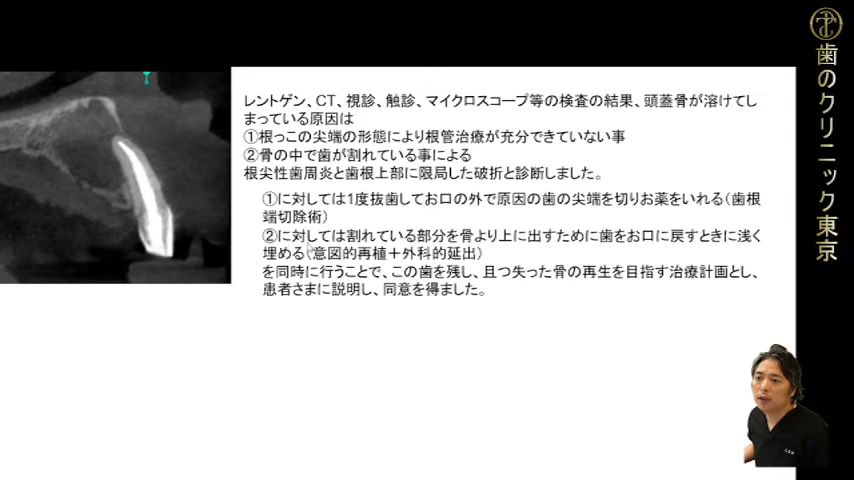 レントゲン、CT、視診、触診、マイクロスコープ等の検査の結果、頭蓋骨が溶けてし
まっている原因は
①根っこの尖端の形態により根管治療が充分できていない事
②骨の中で歯が割れている事による
根尖性歯周炎と歯根上部に限局した破折と診断しました。
①に対しては1度抜歯してお口の外で原因の歯の尖端を切りお薬をいれる(歯根
端切除術)
②に対しては割れている部分を骨より上に出すために歯をお口に戻すときに浅く
埋める(意図的再植＋外科的延出)
を同時に行うことで、この歯を残し、且つ失った骨の再生を目指す治療計画とし、
患者さまに説明し、同意を得ました。
歯のクリニック東京